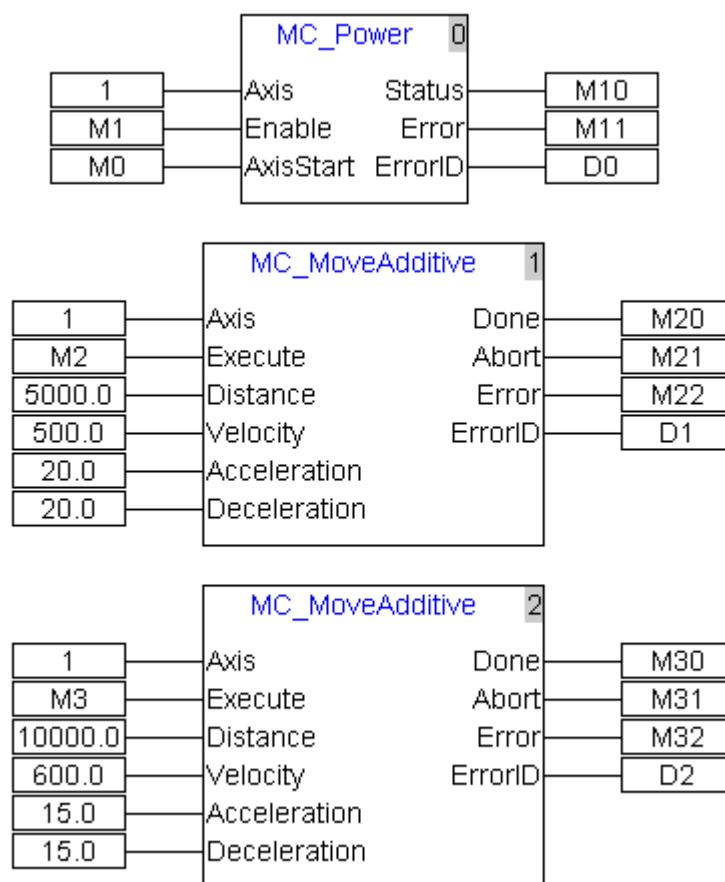 MC_Power 0
1 Axis Status M10
M1 Enable Error M11
M0 AxisStart ErrorID D0
MC_MoveAdditive 1
1 Axis Done M20
M2 Execute Abort M21
5000.0 Distance Error M22
500.0 Velocity ErrorID D1
20.0 Acceleration
20.0 Deceleration
MC_MoveAdditive 2
1 Axis Done M30
M3 Execute Abort M31
10000.0 Distance Error M32
600.0 Velocity ErrorID D2
15.0 Acceleration
15.0 Deceleration